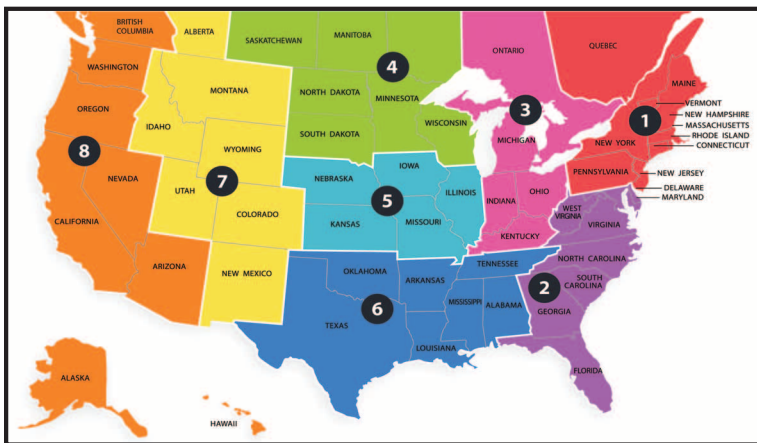 BRITISH
COLUMBIA
ALBERTA
SASKATCHEWAN
MANITOBA
ONTARIO
QUEBEC
WASHINGTON
MONTANA
4
NORTH DAKOTA
MINNESOTA
MAINE
OREGON
IDAHO
SOUTH DAKOTA
WISCONSIN
3
MICHIGAN
1
VERMONT
NEW HAMPSHIRE
MASSACHUSETTS
RHODE ISLAND
CONNECTICUT
NEW YORK
8
WYOMING
7
NEVADA
UTAH
COLORADO
NEBRASKA
IOWA
5
ILLINOIS
INDIANA
OHIO
PENNSYLVANIA
NEW JERSEY
DELAWARE
MARYLAND
CALIFORNIA
KANSAS
MISSOURI
KENTUCKY
WEST
VIRGINIA
VIRGINIA
ARIZONA
NEW MEXICO
OKLAHOMA
ARKANSAS
TENNESSEE
NORTH CAROLINA
SOUTH
CAROLINA
2
GEORGIA
TEXAS
6
MISSISSIPPI
ALABAMA
LOUISIANA
FLORIDA
ALASKA
HAWAII